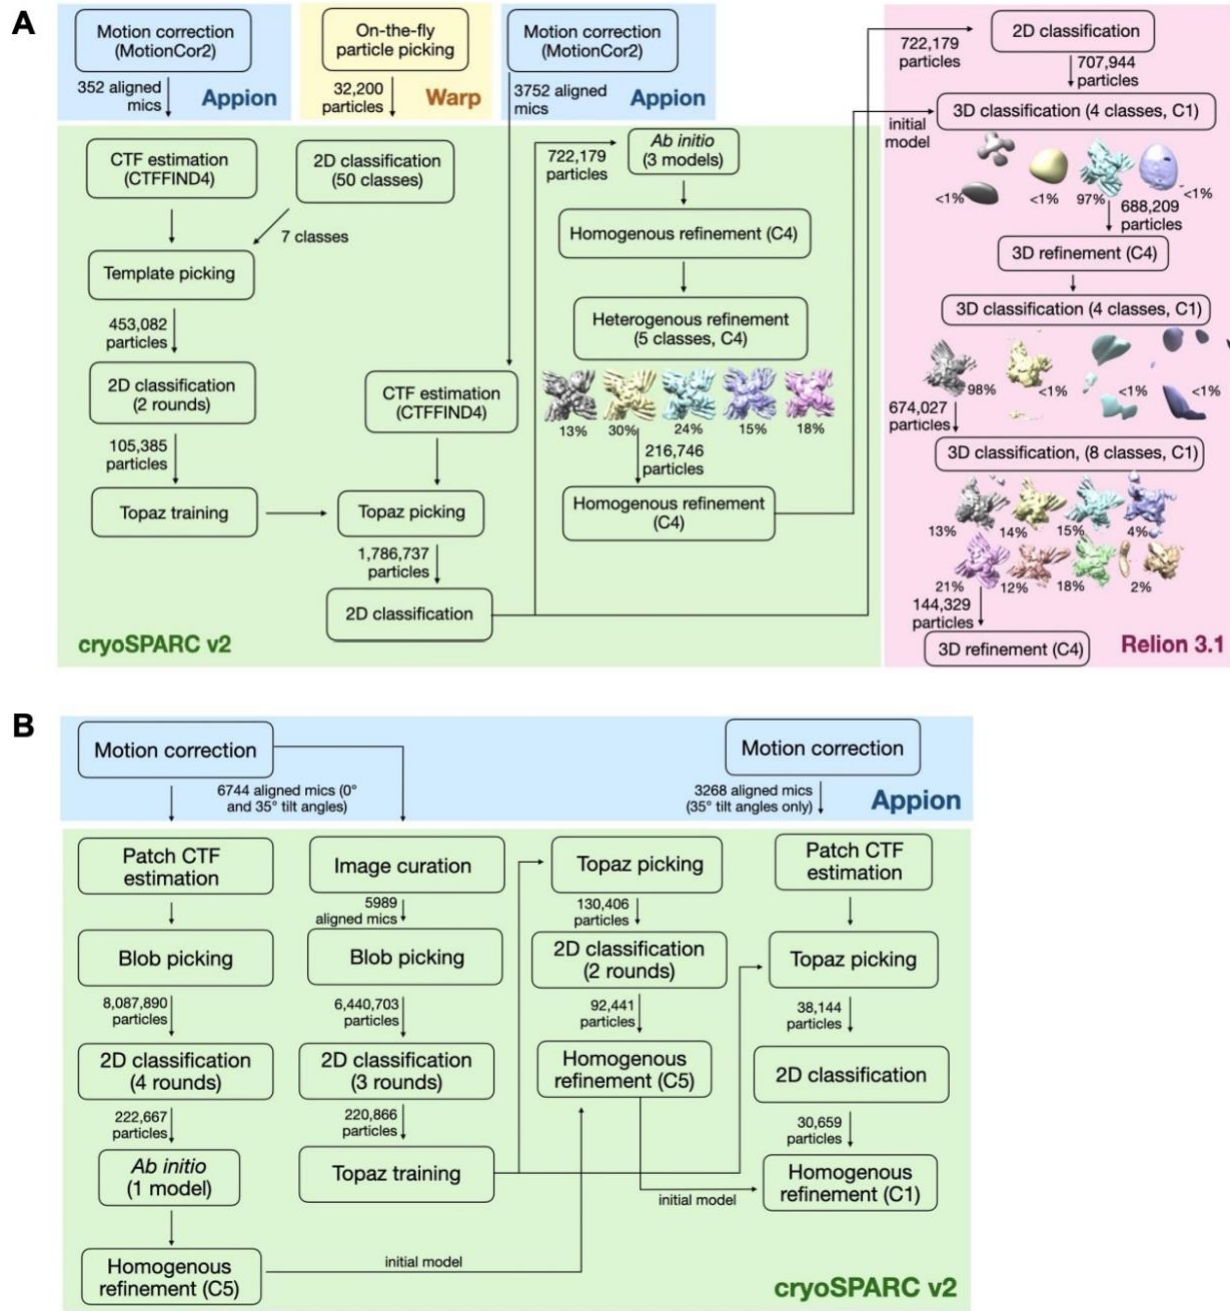 A
Motion correction
(MotionCor2)
352 aligned
mics
Appion
On-the-fly
particle picking
32,200
particles
Warp
Motion correction
(MotionCor2)
3752 aligned
mics
Appion
CTF estimation
(CTFFIND4)
2D classification
(50 classes)
7 classes
Template picking
453,082
particles
2D classification
(2 rounds)
105,385
particles
Topaz training
CTF estimation
(CTFFIND4)
Topaz picking
1,786,737
particles
2D classification
cryoSPARC v2
722,179
particles
Ab initio
(3 models)
Homogenous refinement (C4)
Heterogenous refinement
(5 classes, C4)
13%
30%
24%
15%
18%
216,746
particles
Homogenous refinement
(C4)
722,179
particles
2D classification
707,944
particles
initial
model
3D classification (4 classes, C1)
<1%
<1%
97%
<1%
688,209
particles
3D refinement (C4)
3D classification (4 classes, C1)
98%
<1%
<1%
<1%
674,027
particles
3D classification, (8 classes, C1)
13%
14%
15%
4%
21%
12%
18%
2%
144,329
particles
3D refinement (C4)
Relion 3.1
B
Motion correction
6744 aligned mics (0°
and 35° tilt angles)
Motion correction
3268 aligned mics
(35° tilt angles only)
Appion
Patch CTF
estimation
Blob picking
8,087,890
particles
2D classification
(4 rounds)
222,667
particles
Ab initio
(1 model)
Homogenous
refinement (C5)
initial model
Image curation
5989
aligned mics
Blob picking
6,440,703
particles
2D classification
(3 rounds)
220,866
particles
Topaz training
Topaz picking
130,406
particles
2D classification
(2 rounds)
92,441
particles
Homogenous
refinement (C5)
initial model
Patch CTF
estimation
Topaz picking
38,144
particles
2D classification
30,659
particles
Homogenous
refinement (C1)
cryoSPARC v2